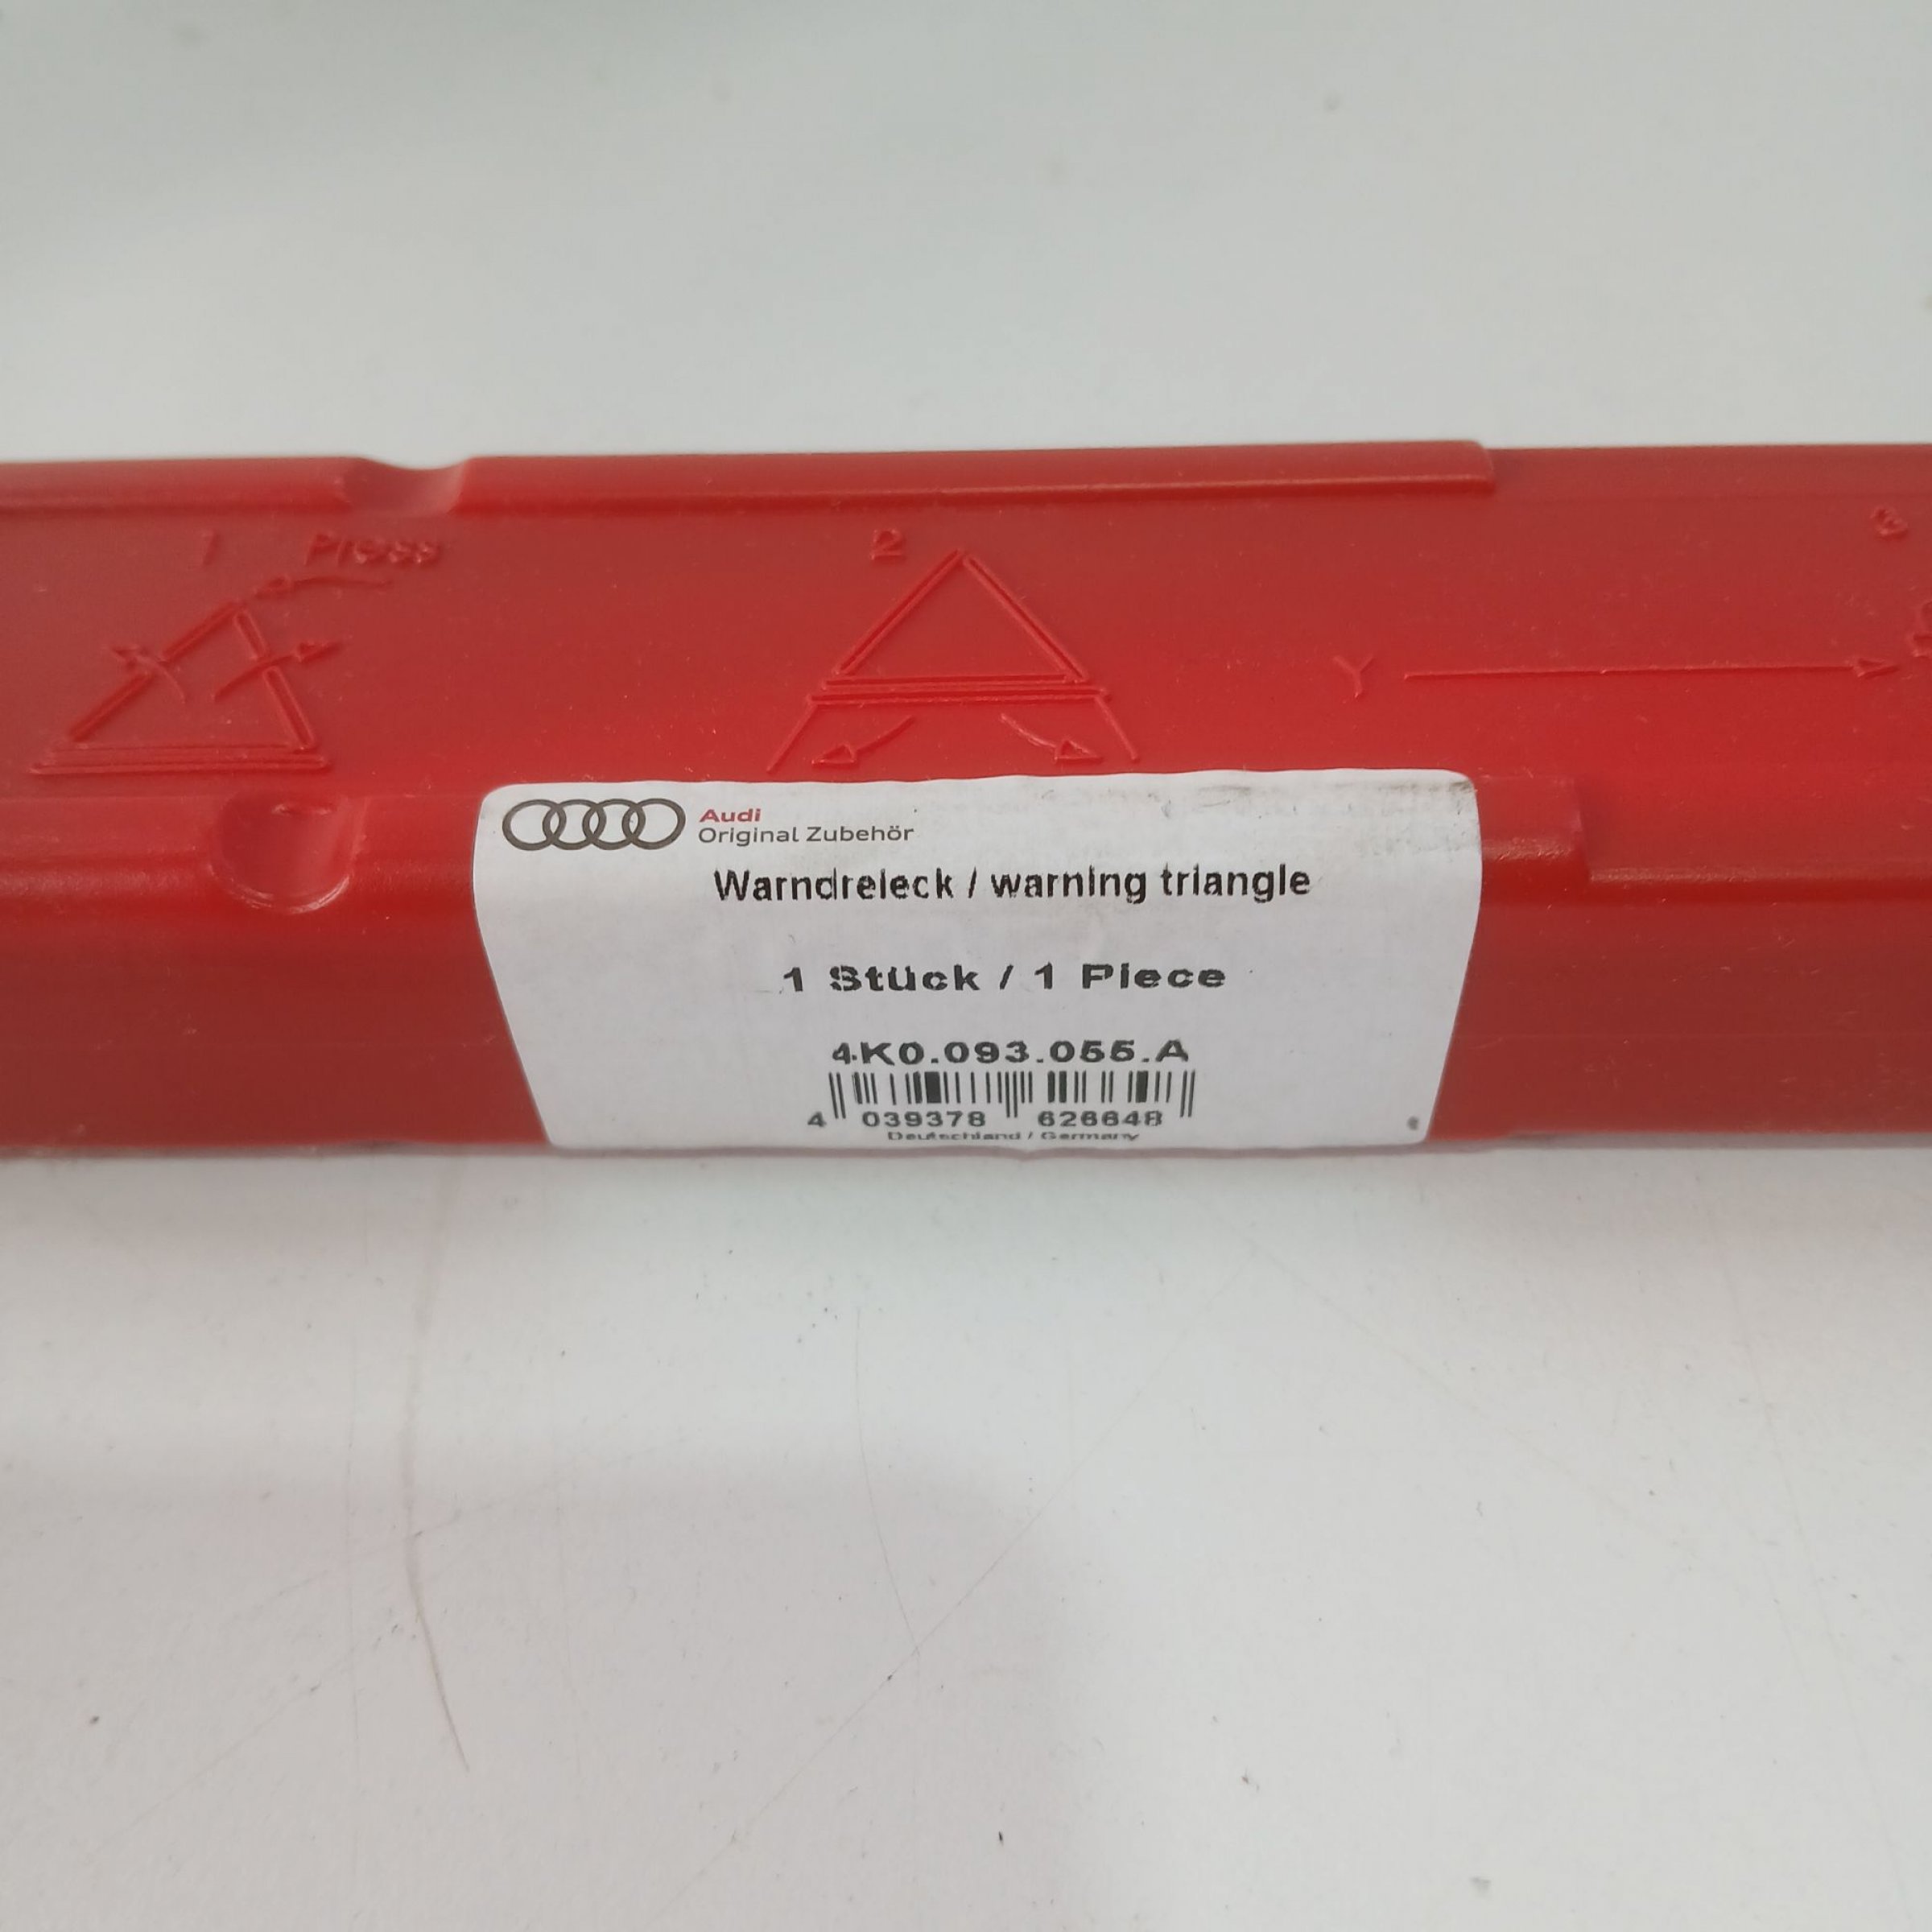 1 Press
2
3
Y
Audi
Original Zubehör
Warndreieck / warning triangle
1 Stück / 1 Piece
4K0.093.055.A
4 039378 626648
Deutschland / Germany